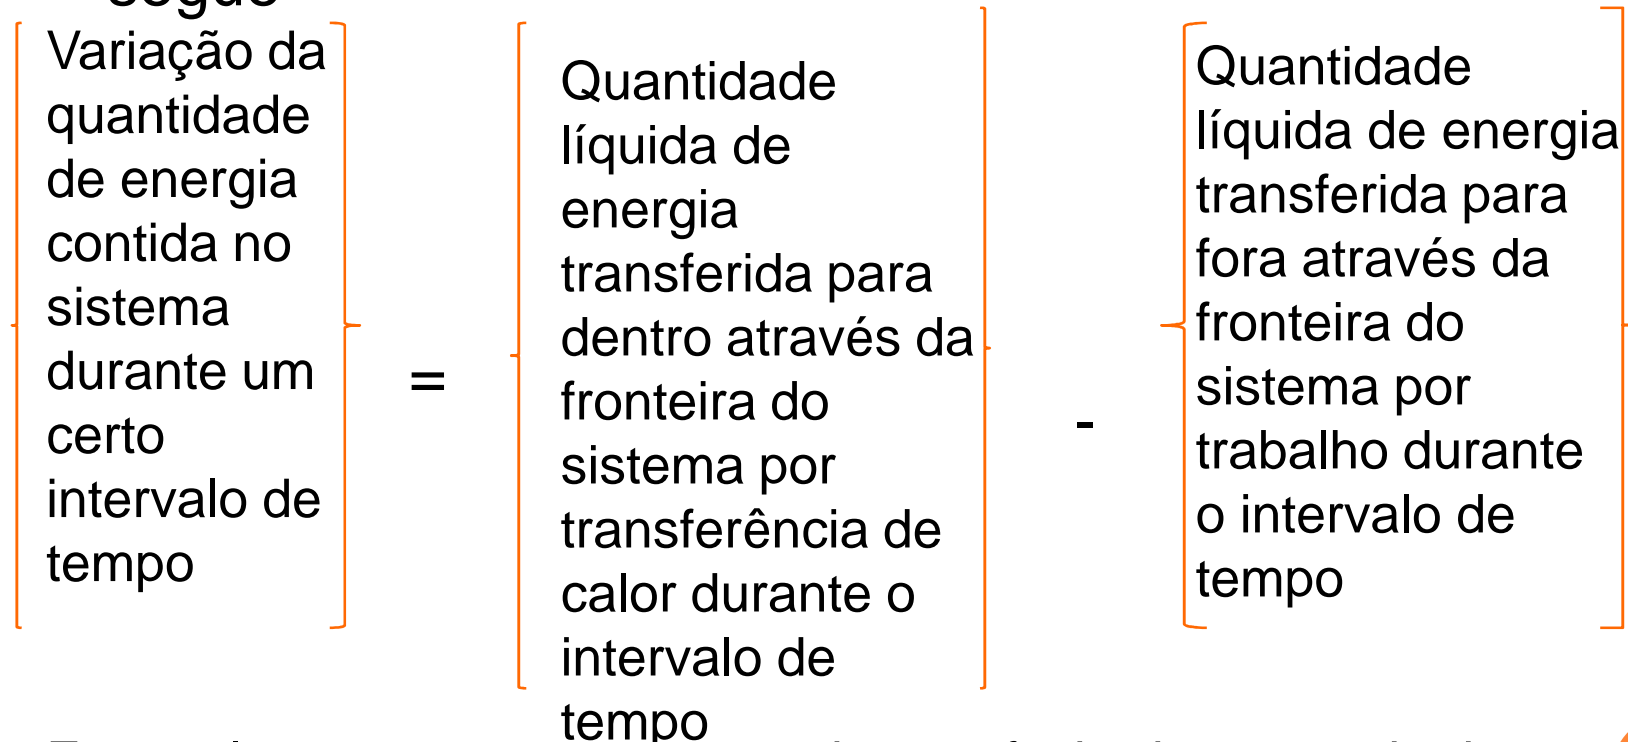 segue
Variação da
quantidade
de energia
contida no
sistema
durante um
certo
intervalo de
tempo
=
Quantidade
líquida de
energia
transferida para
dentro através da
fronteira do
sistema por
transferência de
calor durante o
intervalo de
tempo
-
Quantidade
líquida de energia
transferida para
fora através da
fronteira do
sistema por
trabalho durante
o intervalo de
tempo